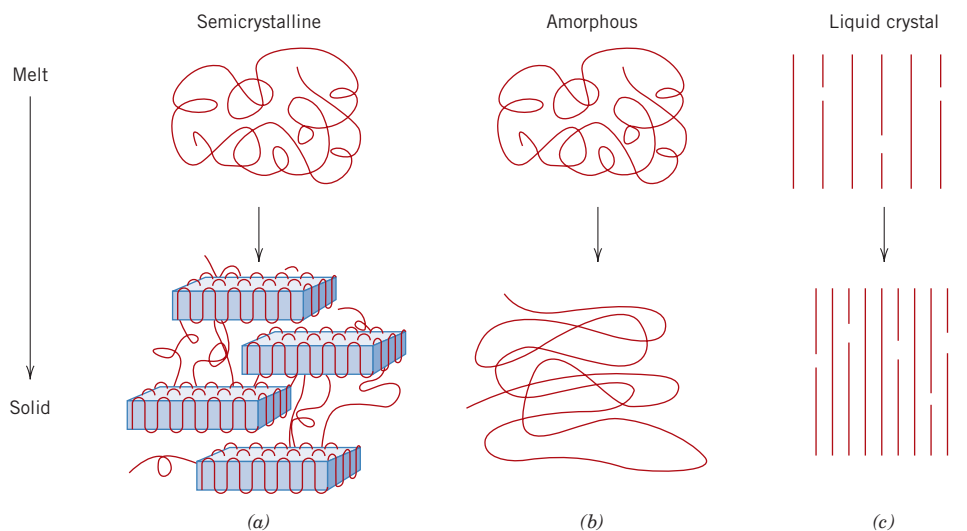 Semicrystalline
Amorphous
Liquid crystal
Melt
Solid
(a)
(b)
(c)